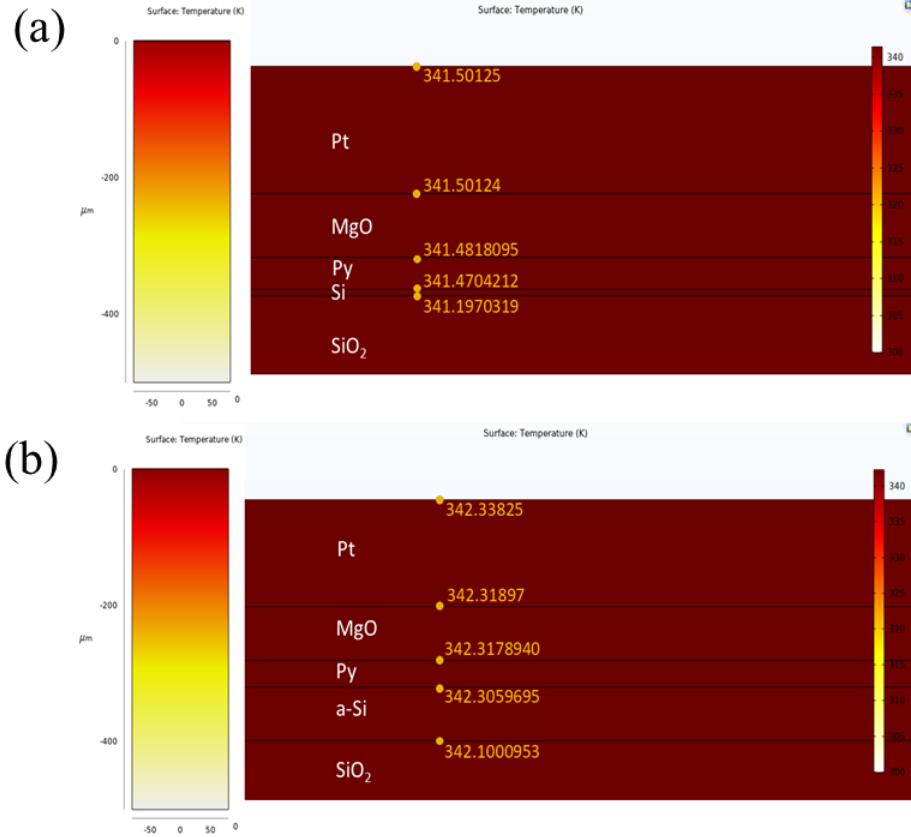 (a)
Surface: Temperature (K)
0
-200
-400
μm
-50 0 50 0
Surface: Temperature (K)
341.50125
Pt
341.50124
MgO
341.4818095
Py
341.4704212
Si
341.1970319
SiO₂
340
335
330
325
320
315
310
305
300
(b)
Surface: Temperature (K)
0
-200
-400
μm
-50 0 50 0
Surface: Temperature (K)
342.33825
Pt
342.31897
MgO
342.3178940
Py
342.3059695
a-Si
342.1000953
SiO₂
340
335
330
325
320
315
310
305
300